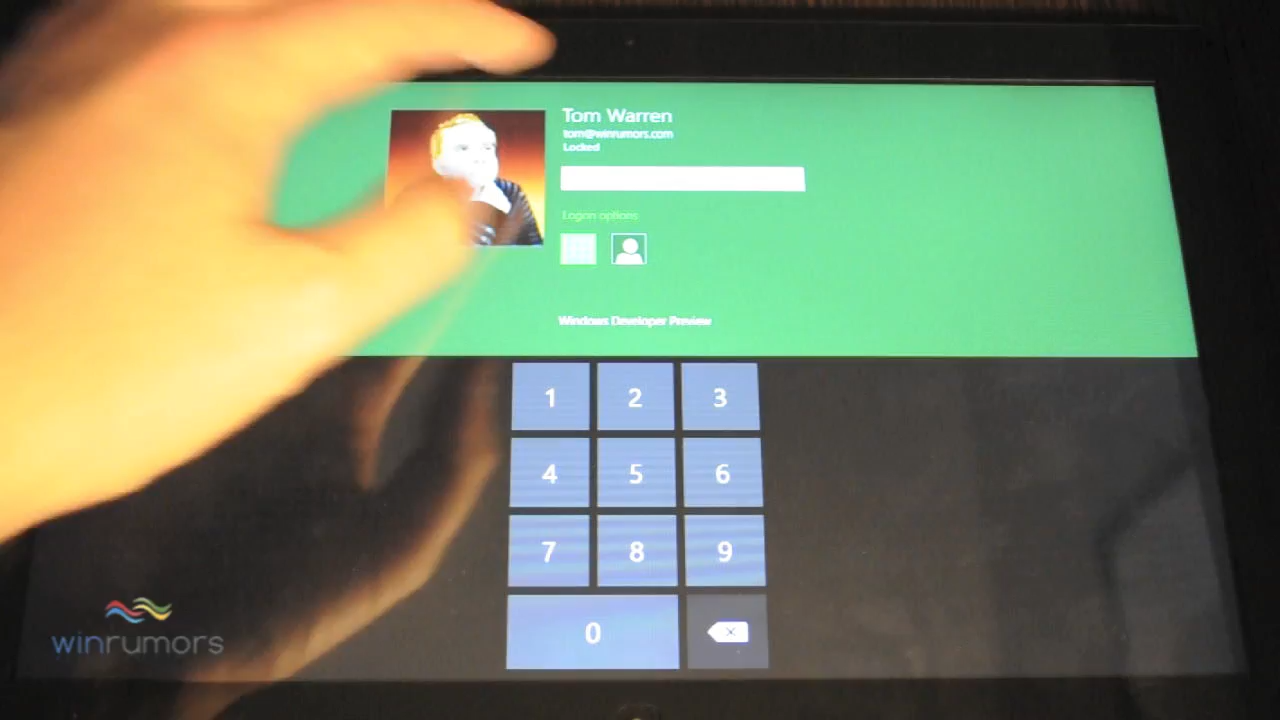 Tom Warren
tom@winrumors.com
Locked
Logon options
Windows Developer Preview
1 2 3
4 5 6
7 8 9
0
winrumors